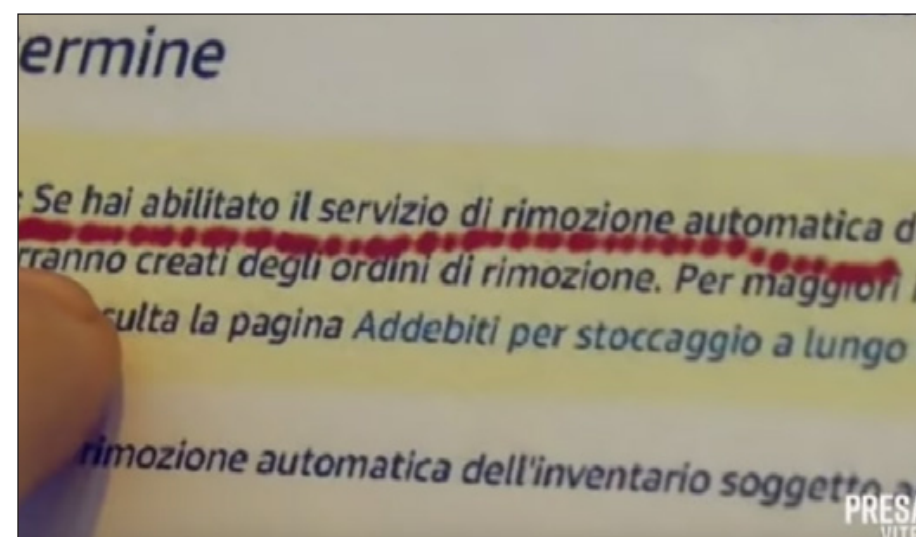 ermine
: Se hai abilitato il servizio di rimozione automatica d
rranno creati degli ordini di rimozione. Per maggiori
sulta la pagina Addebiti per stoccaggio a lungo
rimozione automatica dell'inventario soggetto a
PRESA